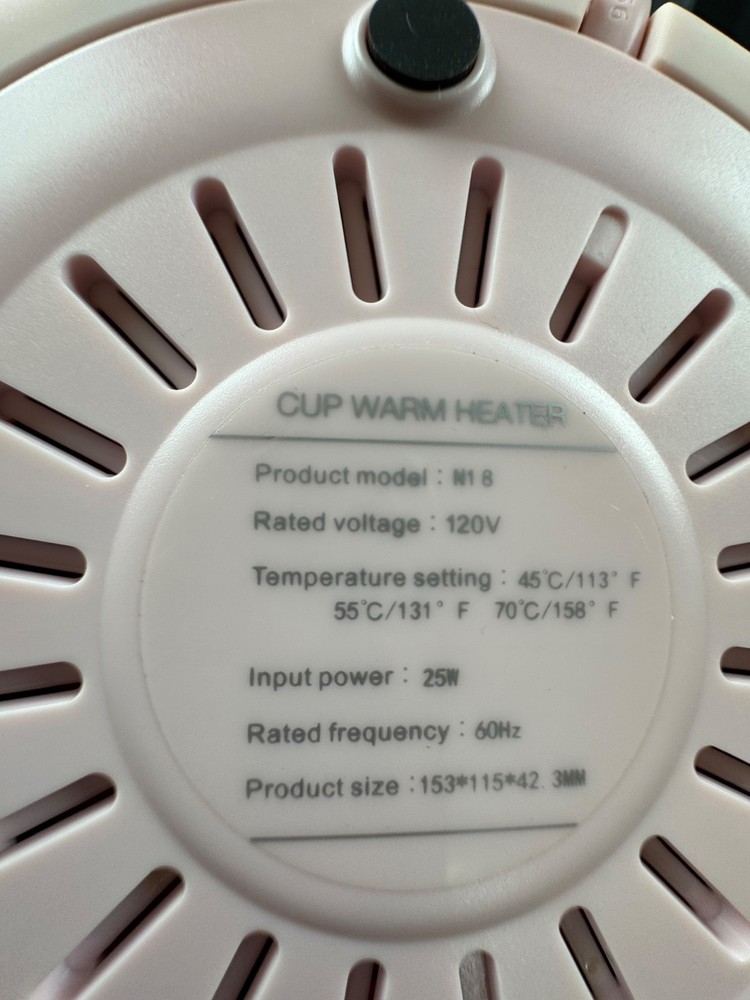 CUP WARM HEATER
Product model : N18
Rated voltage : 120V
Temperature setting : 45℃/113° F
55℃/131° F 70℃/158° F
Input power : 25W
Rated frequency : 60Hz
Product size :153*115*42.3MM